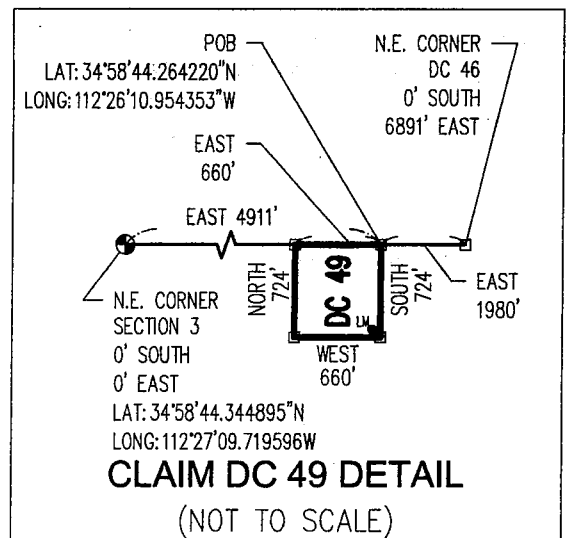 POB
LAT: 34°58'44.264220"N
LONG: 112°26'10.954353"W
N.E. CORNER
DC 46
0' SOUTH
6891' EAST
EAST
660'
EAST 4911'
NORTH
724'
DC 49
LM
SOUTH
724'
EAST
1980'
WEST
660'
N.E. CORNER
SECTION 3
0' SOUTH
0' EAST
LAT: 34°58'44.344895"N
LONG: 112°27'09.719596W
CLAIM DC 49 DETAIL
(NOT TO SCALE)